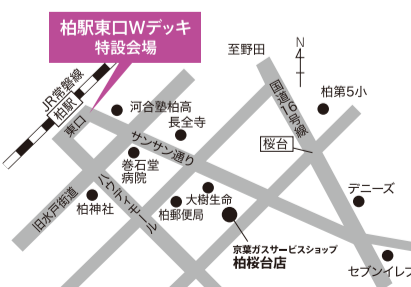 柏駅東口Wデッキ
特設会場
至野田
N
JR常磐線
柏駅
東口
河合塾柏高
長全寺
国道16号線
柏第5小
サンサン通り
桜台
巻石堂
病院
ハウディモール
大樹生命
デニーズ
旧水戸街道
柏神社
柏郵便局
京葉ガスサービスショップ
柏桜台店
セブンイレブ